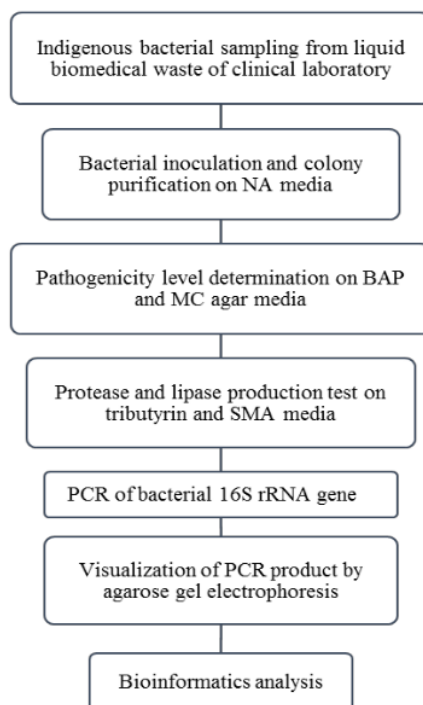 Indigenous bacterial sampling from liquid
biomedical waste of clinical laboratory
Bacterial inoculation and colony
purification on NA media
Pathogenicity level determination on BAP
and MC agar media
Protease and lipase production test on
tributyrin and SMA media
PCR of bacterial 16S rRNA gene
Visualization of PCR product by
agarose gel electrophoresis
Bioinformatics analysis